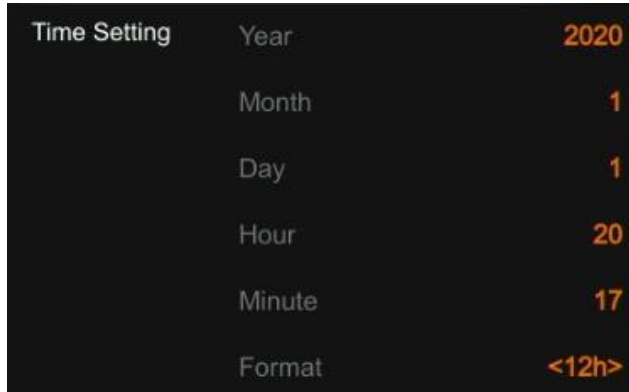 Time Setting Year 2020
Month 1
Day 1
Hour 20
Minute 17
Format <12h>